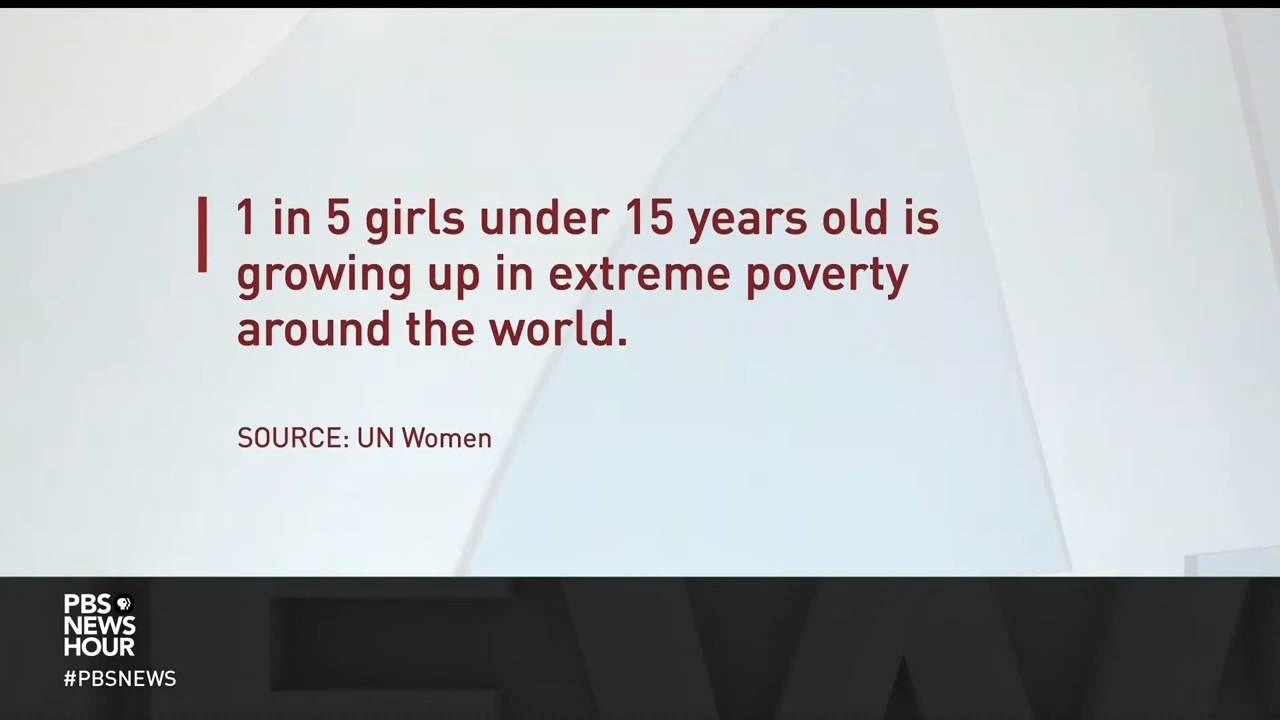 1 in 5 girls under 15 years old is
growing up in extreme poverty
around the world.
SOURCE: UN Women
PBS
NEWS
HOUR
#PBSNEWS